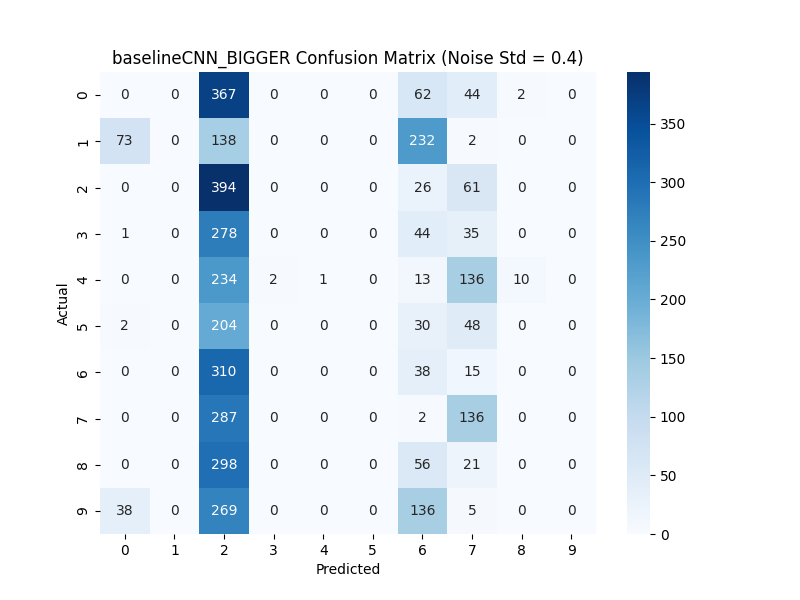 baselineCNN_BIGGER Confusion Matrix (Noise Std = 0.4)
0 0 0 367 0 0 0 62 44 2 0
1 73 0 138 0 0 0 232 2 0 0
2 0 0 394 0 0 0 26 61 0 0
3 1 0 278 0 0 0 44 35 0 0
4 0 0 234 2 1 0 13 136 10 0
5 2 0 204 0 0 0 30 48 0 0
6 0 0 310 0 0 0 38 15 0 0
7 0 0 287 0 0 0 2 136 0 0
8 0 0 298 0 0 0 56 21 0 0
9 38 0 269 0 0 0 136 5 0 0
0 1 2 3 4 5 6 7 8 9
Predicted
Actual
350
300
250
200
150
100
50
0